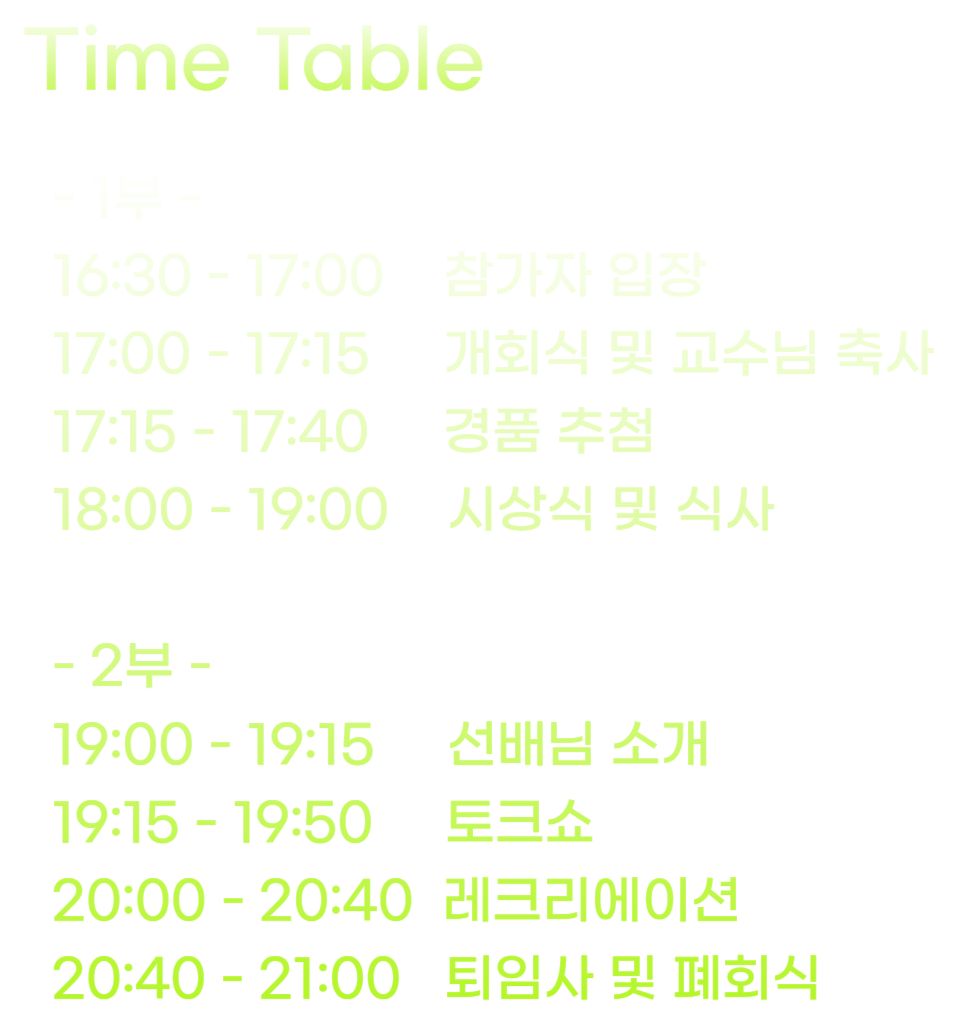 Time Table
- 1부 -
16:30 - 17:00 참가자 입장
17:00 - 17:15 개회식 및 교수님 축사
17:15 - 17:40 경품 추첨
18:00 - 19:00 시상식 및 식사
- 2부 -
19:00 - 19:15 선배님 소개
19:15 - 19:50 토크쇼
20:00 - 20:40 레크리에이션
20:40 - 21:00 퇴임사 및 폐회식